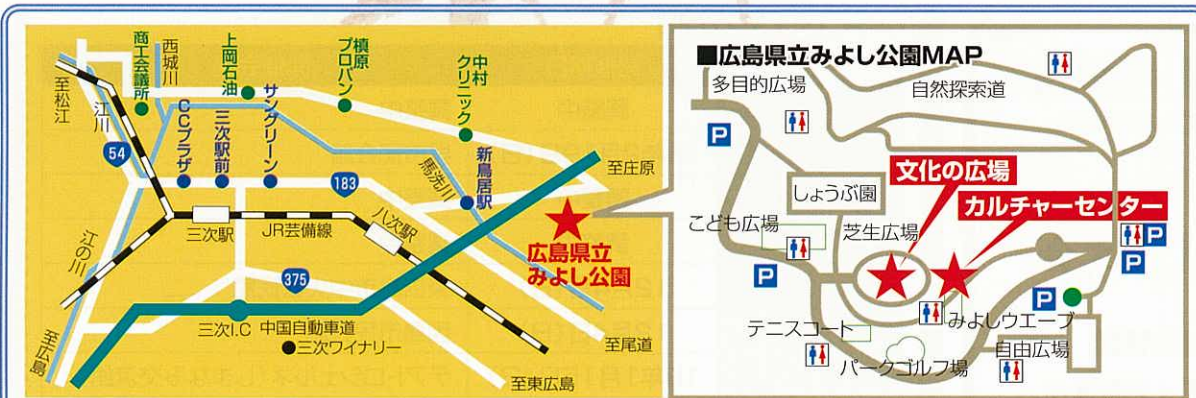 商工会議所
西城川
上岡石油
槙原
プロパン
中村
クリニック
至松江
江川
54
CCプラザ
三次駅前
サングリーン
183
馬洗川
新鳥居駅
至庄原
三次駅
JR芸備線
八次駅
広島県立
みよし公園
江の川
375
三次I.C
中国自動車道
三次ワイナリー
至広島
至尾道
至東広島
■広島県立みよし公園MAP
多目的広場
自然探索道
P
文化の広場
しょうぶ園
カルチャーセンター
こども広場
芝生広場
P
P
P
P
テニスコート
みよしウエーブ
自由広場
パークゴルフ場